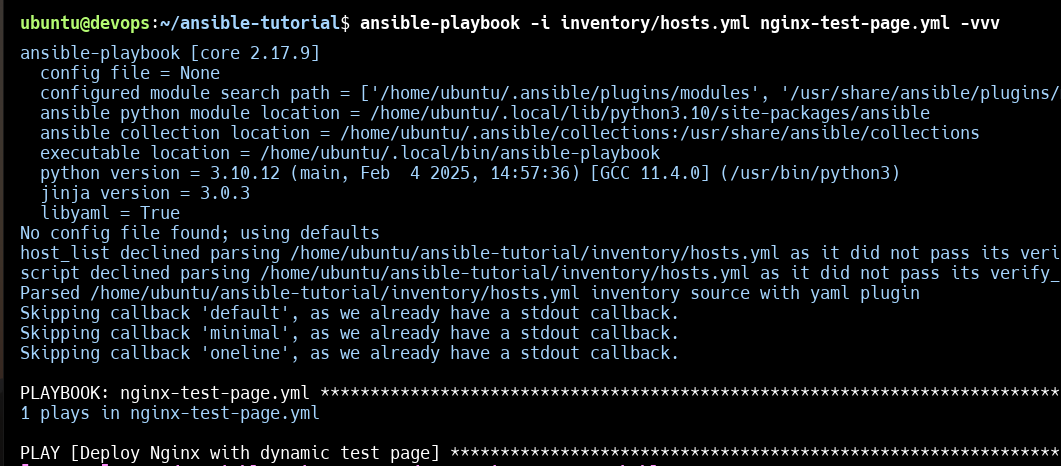 ubuntu@devops:~/ansible-tutorial$ ansible-playbook -i inventory/hosts.yml nginx-test-page.yml -vvv
ansible-playbook [core 2.17.9]
  config file = None
  configured module search path = ['/home/ubuntu/.ansible/plugins/modules', '/usr/share/ansible/plugins/
  ansible python module location = /home/ubuntu/.local/lib/python3.10/site-packages/ansible
  ansible collection location = /home/ubuntu/.ansible/collections:/usr/share/ansible/collections
  executable location = /home/ubuntu/.local/bin/ansible-playbook
  python version = 3.10.12 (main, Feb  4 2025, 14:57:36) [GCC 11.4.0] (/usr/bin/python3)
  jinja version = 3.0.3
  libyaml = True
No config file found; using defaults
host_list declined parsing /home/ubuntu/ansible-tutorial/inventory/hosts.yml as it did not pass its veri
script declined parsing /home/ubuntu/ansible-tutorial/inventory/hosts.yml as it did not pass its verify_
Parsed /home/ubuntu/ansible-tutorial/inventory/hosts.yml inventory source with yaml plugin
Skipping callback 'default', as we already have a stdout callback.
Skipping callback 'minimal', as we already have a stdout callback.
Skipping callback 'oneline', as we already have a stdout callback.

PLAYBOOK: nginx-test-page.yml **************************************************************************
1 plays in nginx-test-page.yml

PLAY [Deploy Nginx with dynamic test page] *************************************************************